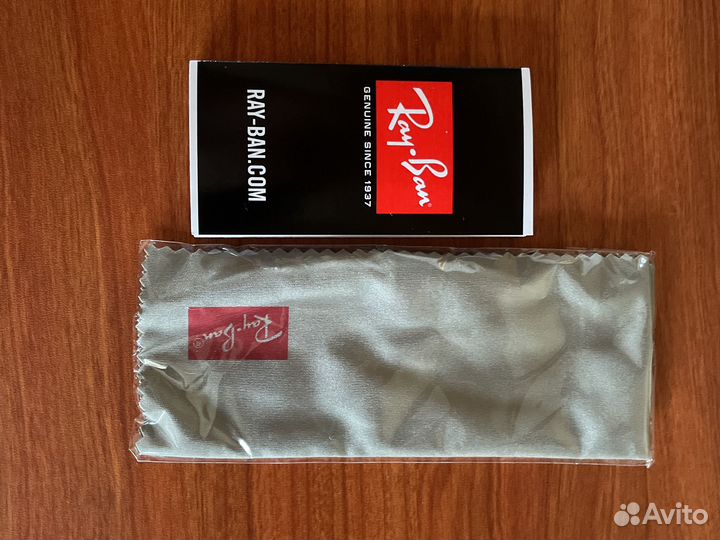 Ray-Ban
GENUINE SINCE 1937
RAY-BAN.COM
Ray-Ban®
Avito